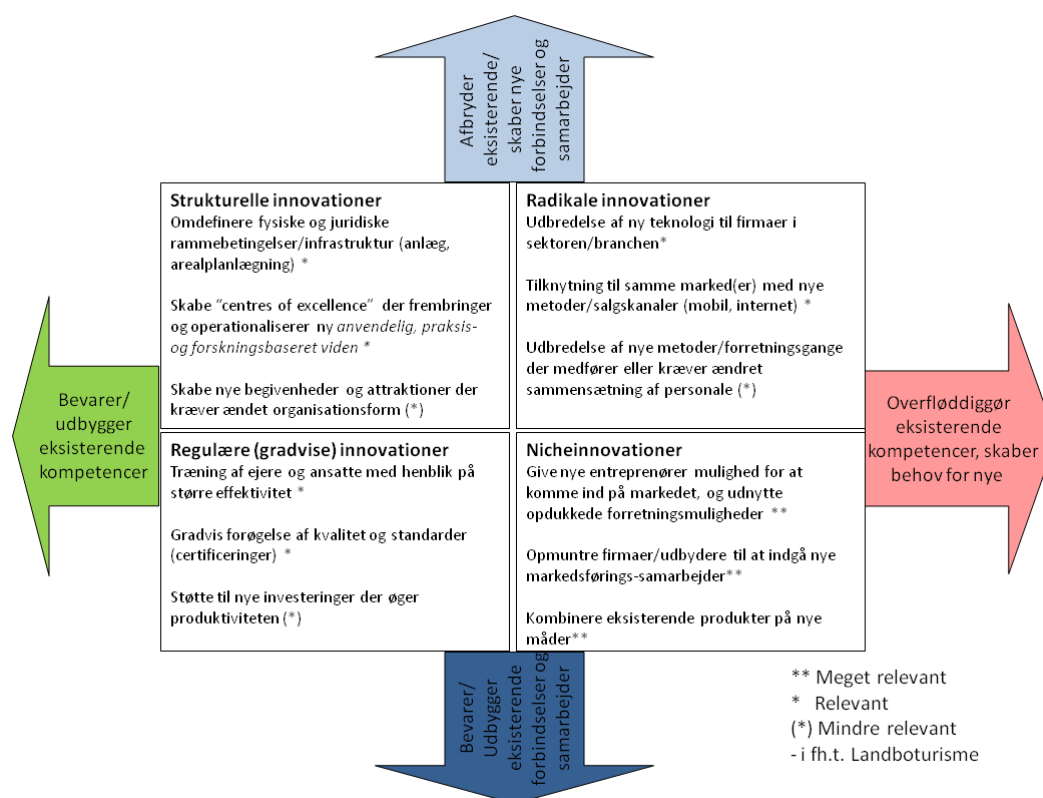 Afbryder
eksisterende/
skaber nye
forbindselser og
samarbejder
Strukturelle innovationer
Omdefinere fysiske og juridiske
rammebetingelser/infrastruktur (anlæg,
arealplanlægning) *
Skabe “centres of excellence” der frembringer
og operationaliserer ny anvendelig, praksis-
og forskningsbaseret viden *
Skabe nye begivenheder og attraktioner der
kræver ændet organisationsform (*)
Radikale innovationer
Udbredelse af ny teknologi til firmaer i
sektoren/branchen*
Tilknytning til samme marked(er) med nye
metoder/salgskanaler (mobil, internet) *
Udbredelse af nye metoder/forretningsgange
der medfører eller kræver ændret
sammensætning af personale (*)
Bevarer/
udbygger
eksisterende
kompetencer
Overfløddiggør
eksisterende
kompetencer, skaber
behov for nye
Regulære (gradvise) innovationer
Træning af ejere og ansatte med henblik på
større effektivitet *
Gradvis forøgelse af kvalitet og standarder
(certificeringer) *
Støtte til nye investeringer der øger
produktiviteten (*)
Nicheinnovationer
Give nye entreprenører mulighed for at
komme ind på markedet, og udnytte
opdukkede forretningsmuligheder **
Opmuntre firmaer/udbydere til at indgå nye
markedsførings-samarbejder**
Kombinere eksisterende produkter på nye
måder**
Bevarer/
Udbygger
eksisterende
forbindselser og
samarbejder
** Meget relevant
* Relevant
(*) Mindre relevant
- i fh.t. Landboturisme